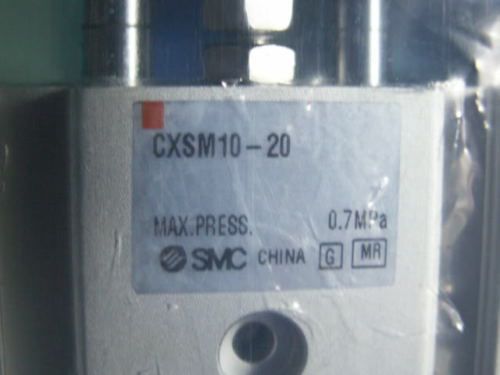 CXSM10-20
MAX.PRESS. 0.7MPa
SMC CHINA G MR